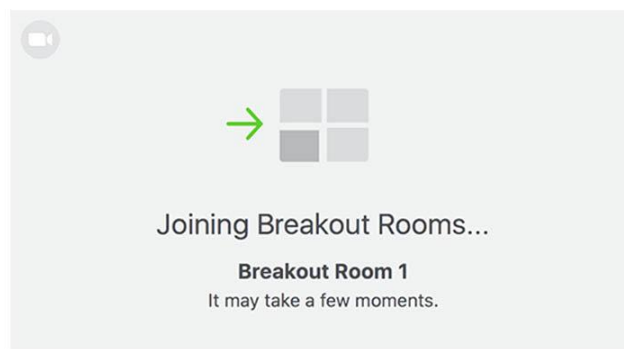 Joining Breakout Rooms...
Breakout Room 1
It may take a few moments.